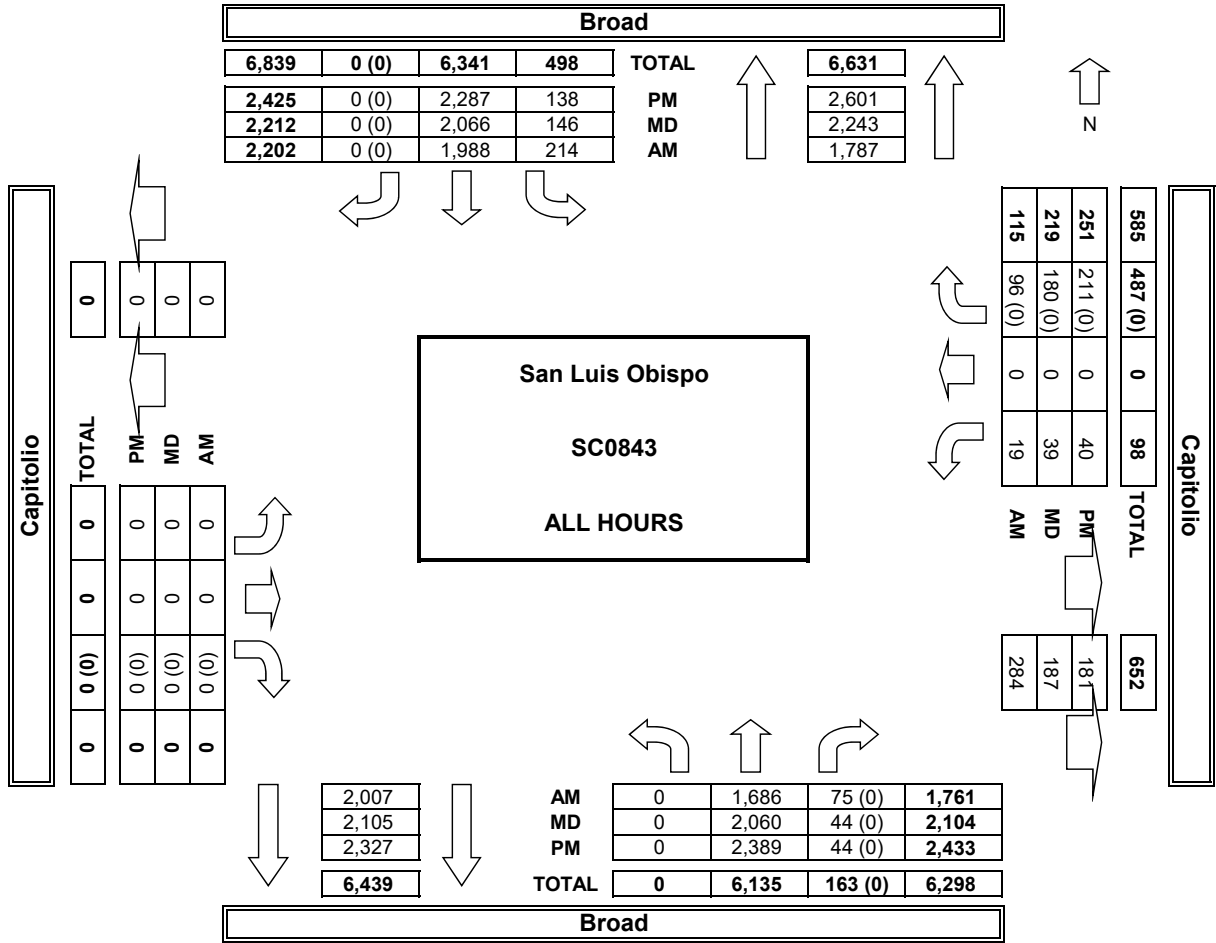 Broad
6,839 0 (0) 6,341 498 TOTAL 6,631
2,425 0 (0) 2,287 138 PM 2,601
2,212 0 (0) 2,066 146 MD 2,243
2,202 0 (0) 1,988 214 AM 1,787
N
Capitolio
0 0 0 0
TOTAL PM MD AM
0 0 0 0
0 0 0 0
0 (0) 0 (0) 0 (0) 0 (0)
0 0 0 0
San Luis Obispo
SC0843
ALL HOURS
585 487 (0) 0 98 TOTAL 652
251 211 (0) 0 40 PM 181
219 180 (0) 0 39 MD 187
115 96 (0) 0 19 AM 284
Capitolio
2,007 AM 0 1,686 75 (0) 1,761
2,105 MD 0 2,060 44 (0) 2,104
2,327 PM 0 2,389 44 (0) 2,433
6,439 TOTAL 0 6,135 163 (0) 6,298
Broad